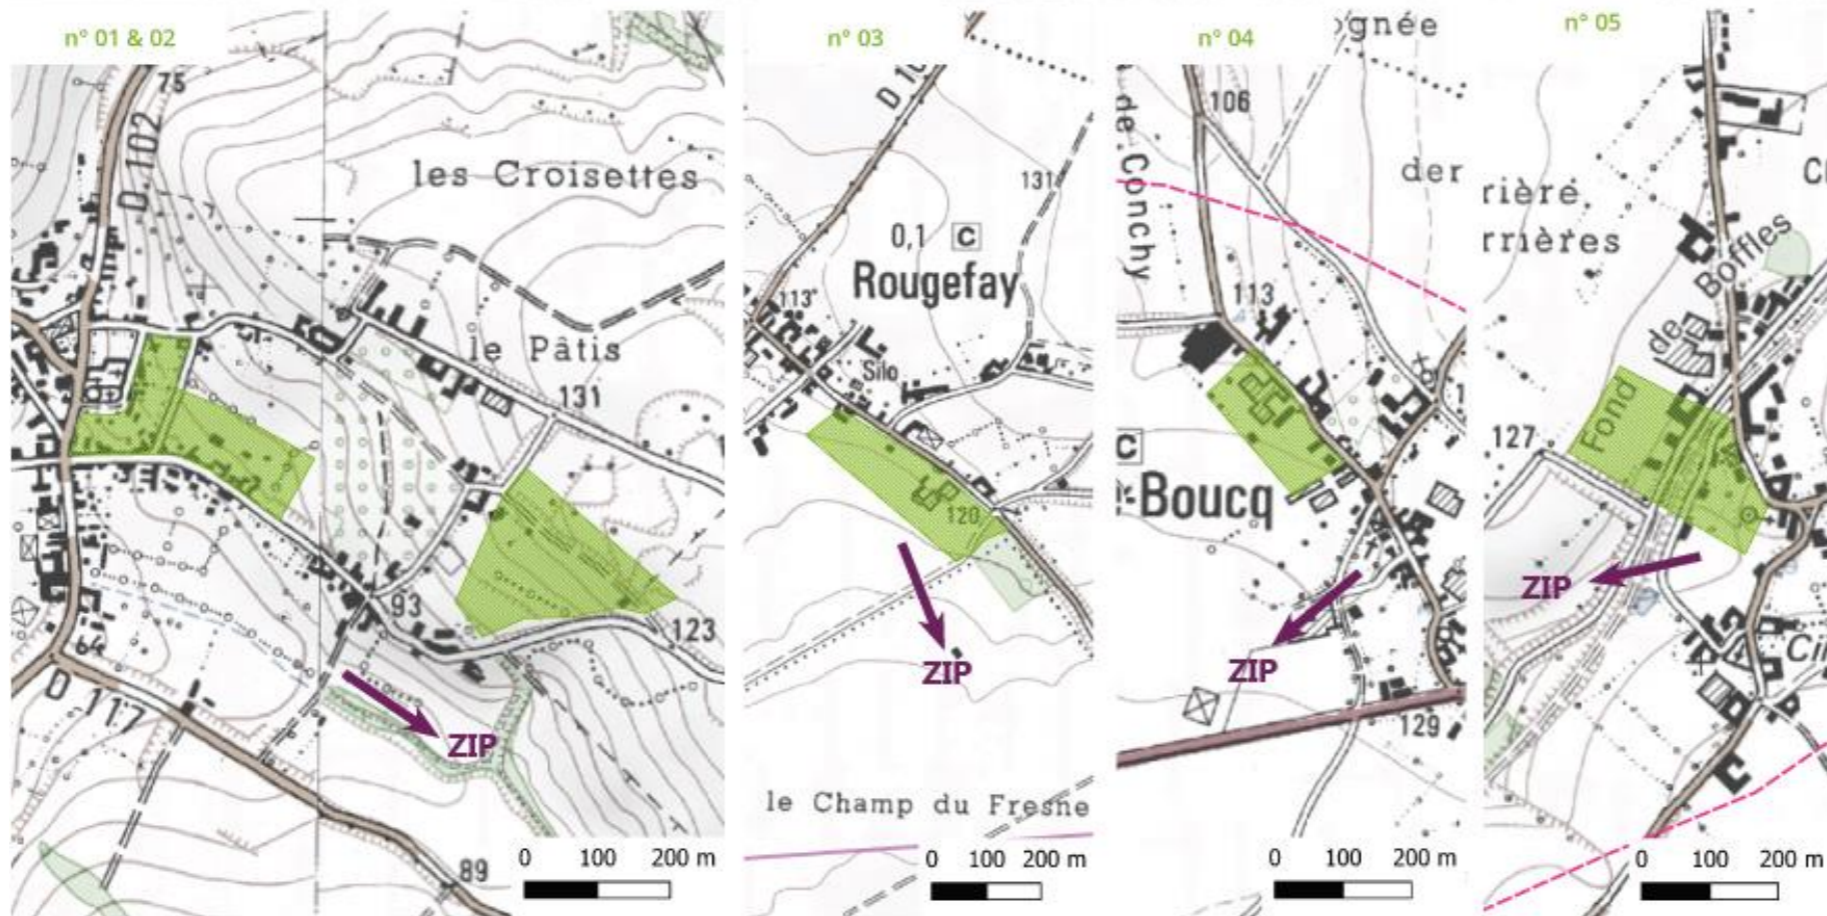 n° 01 & 02
75
D.102
les Croisettes
le Pâtis
131
93
123
64
D 117
ZIP
89
0 100 200 m
n° 03
D 10
131
0,1 C
Rougefay
113
Silo
120
ZIP
le Champ du Fresne
0 100 200 m
n° 04
ognée
106
de Conchy
der
113
1
C
Boucq
ZIP
129
0 100 200 m
n° 05
rière
rrières
Fond de Boffles
127
ZIP
0 100 200 m